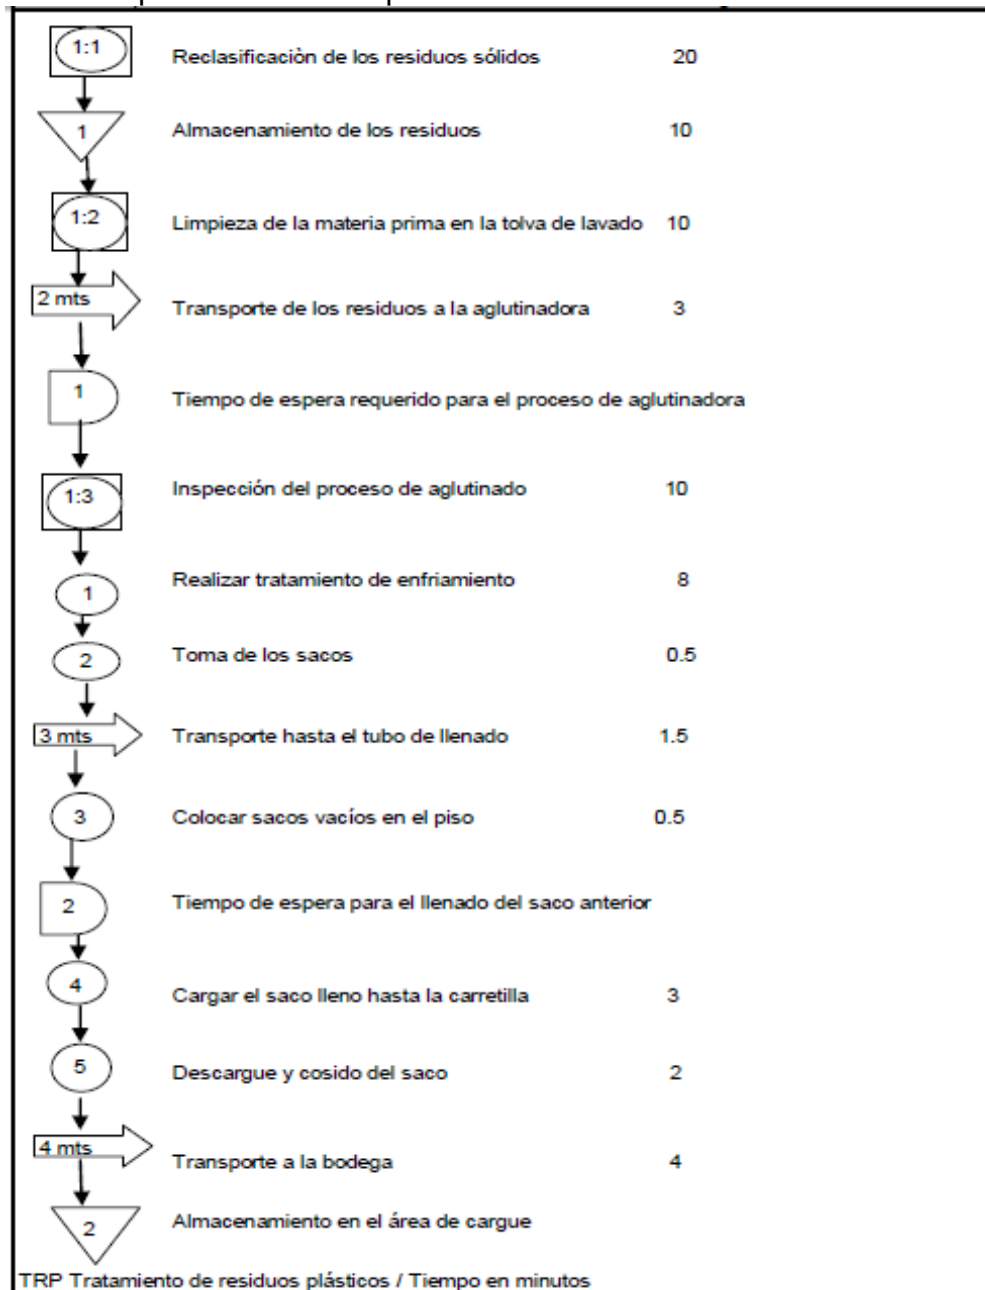 1:1 Reclasificaciòn de los residuos sólidos 20
1 Almacenamiento de los residuos 10
1:2 Limpieza de la materia prima en la tolva de lavado 10
2 mts Transporte de los residuos a la aglutinadora 3
1 Tiempo de espera requerido para el proceso de aglutinadora
1:3 Inspección del proceso de aglutinado 10
1 Realizar tratamiento de enfriamiento 8
2 Toma de los sacos 0.5
3 mts Transporte hasta el tubo de llenado 1.5
3 Colocar sacos vacíos en el piso 0.5
2 Tiempo de espera para el llenado del saco anterior
4 Cargar el saco lleno hasta la carretilla 3
5 Descargue y cosido del saco 2
4 mts Transporte a la bodega 4
2 Almacenamiento en el área de cargue
TRP Tratamiento de residuos plásticos / Tiempo en minutos